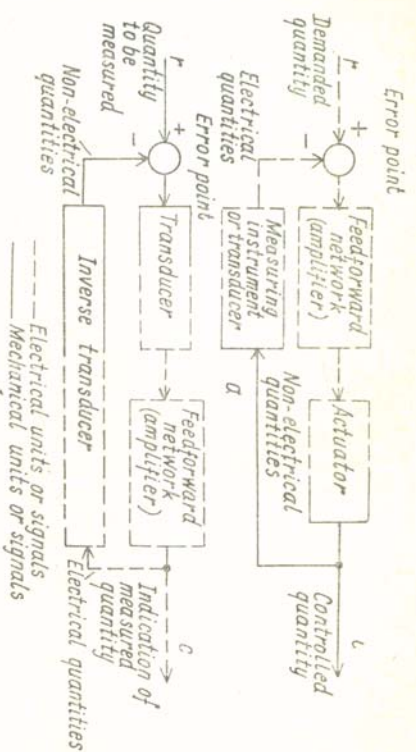 Error point
r
+
−
Demanded
quantity
Feedforward
network
(amplifier)
Actuator
Controlled
quantity
Electrical
quantities
Measuring
instrument
or transducer
Non-electrical
quantities
a
Error point
r
+
−
Quantity
to be
measured
Transducer
Feedforward
network
(amplifier)
c
Indication of
measured
quantity
Non-electrical
quantities
Inverse transducer
Electrical quantities
Electrical units or signals
Mechanical units or signals